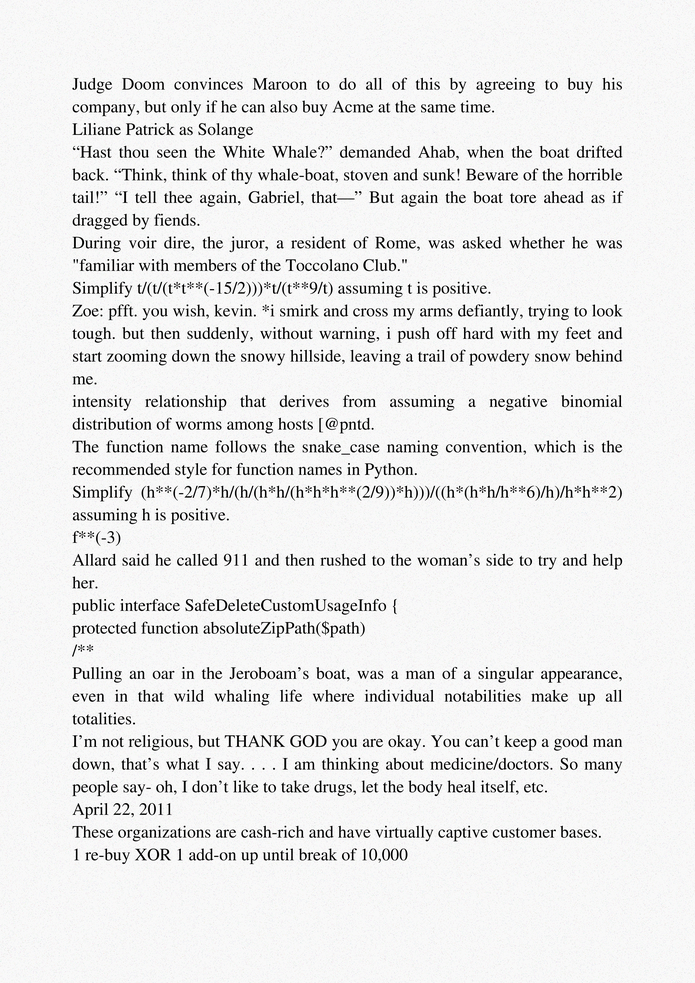 Judge Doom convinces Maroon to do all of this by agreeing to buy his
company, but only if he can also buy Acme at the same time.
Liliane Patrick as Solange
“Hast thou seen the White Whale?” demanded Ahab, when the boat drifted
back. “Think, think of thy whale-boat, stoven and sunk! Beware of the horrible
tail!” “I tell thee again, Gabriel, that—” But again the boat tore ahead as if
dragged by fiends.
During voir dire, the juror, a resident of Rome, was asked whether he was
"familiar with members of the Toccolano Club."
Simplify t/(t/(t*t**(-15/2)))*t/(t**9/t) assuming t is positive.
Zoe: pfft. you wish, kevin. *i smirk and cross my arms defiantly, trying to look
tough. but then suddenly, without warning, i push off hard with my feet and
start zooming down the snowy hillside, leaving a trail of powdery snow behind
me.
intensity relationship that derives from assuming a negative binomial
distribution of worms among hosts [@pntd.
The function name follows the snake_case naming convention, which is the
recommended style for function names in Python.
Simplify (h**(-2/7)*h/(h/(h*h/(h*h*h**(2/9))*h)))/((h*(h*h/h**6)/h)/h*h**2)
assuming h is positive.
f**(-3)
Allard said he called 911 and then rushed to the woman’s side to try and help
her.
public interface SafeDeleteCustomUsageInfo {
protected function absoluteZipPath($path)
/**
Pulling an oar in the Jeroboam’s boat, was a man of a singular appearance,
even in that wild whaling life where individual notabilities make up all
totalities.
I’m not religious, but THANK GOD you are okay. You can’t keep a good man
down, that’s what I say. . . . I am thinking about medicine/doctors. So many
people say- oh, I don’t like to take drugs, let the body heal itself, etc.
April 22, 2011
These organizations are cash-rich and have virtually captive customer bases.
1 re-buy XOR 1 add-on up until break of 10,000